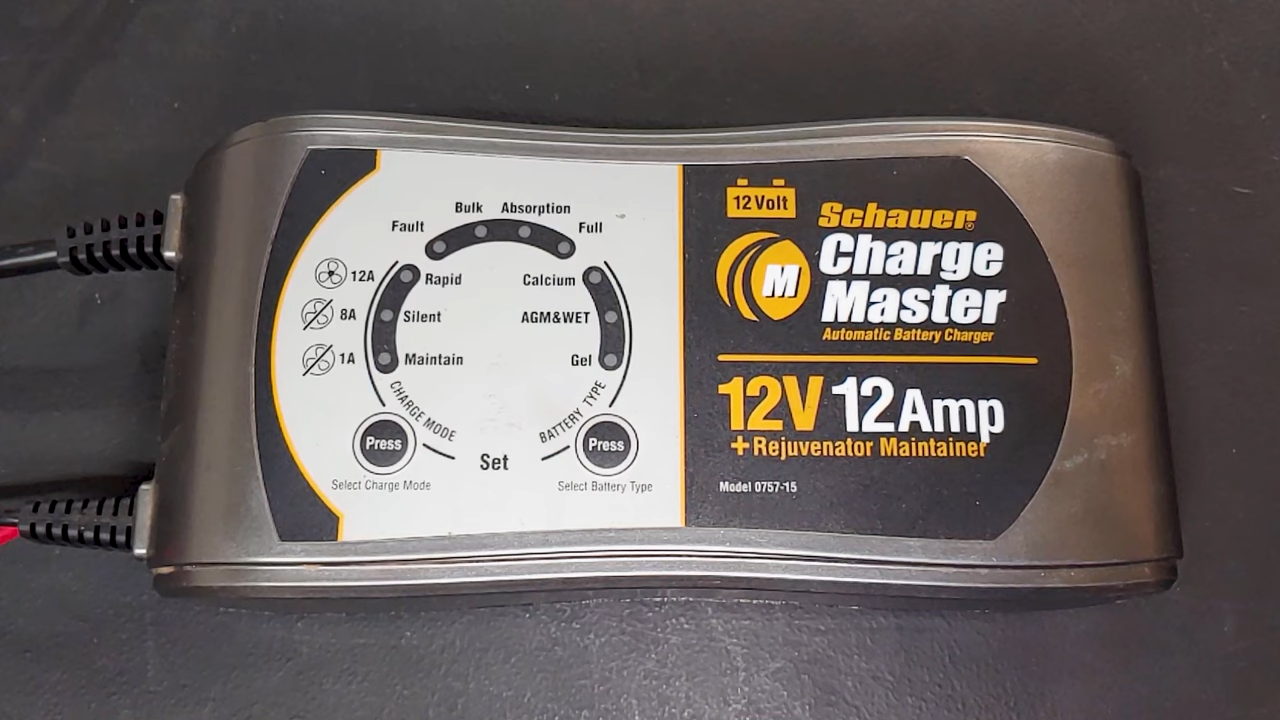 Bulk Absorption
Fault
Full
12A
Rapid
Calcium
8A
Silent
AGM&WET
1A
Maintain
Gel
CHARGE MODE
BATTERY TYPE
Press
Press
Set
Select Charge Mode
Select Battery Type
12 Volt
Schauer®
M
Charge
Master
Automatic Battery Charger
12V 12 Amp
+Rejuvenator Maintainer
Model 0757-15